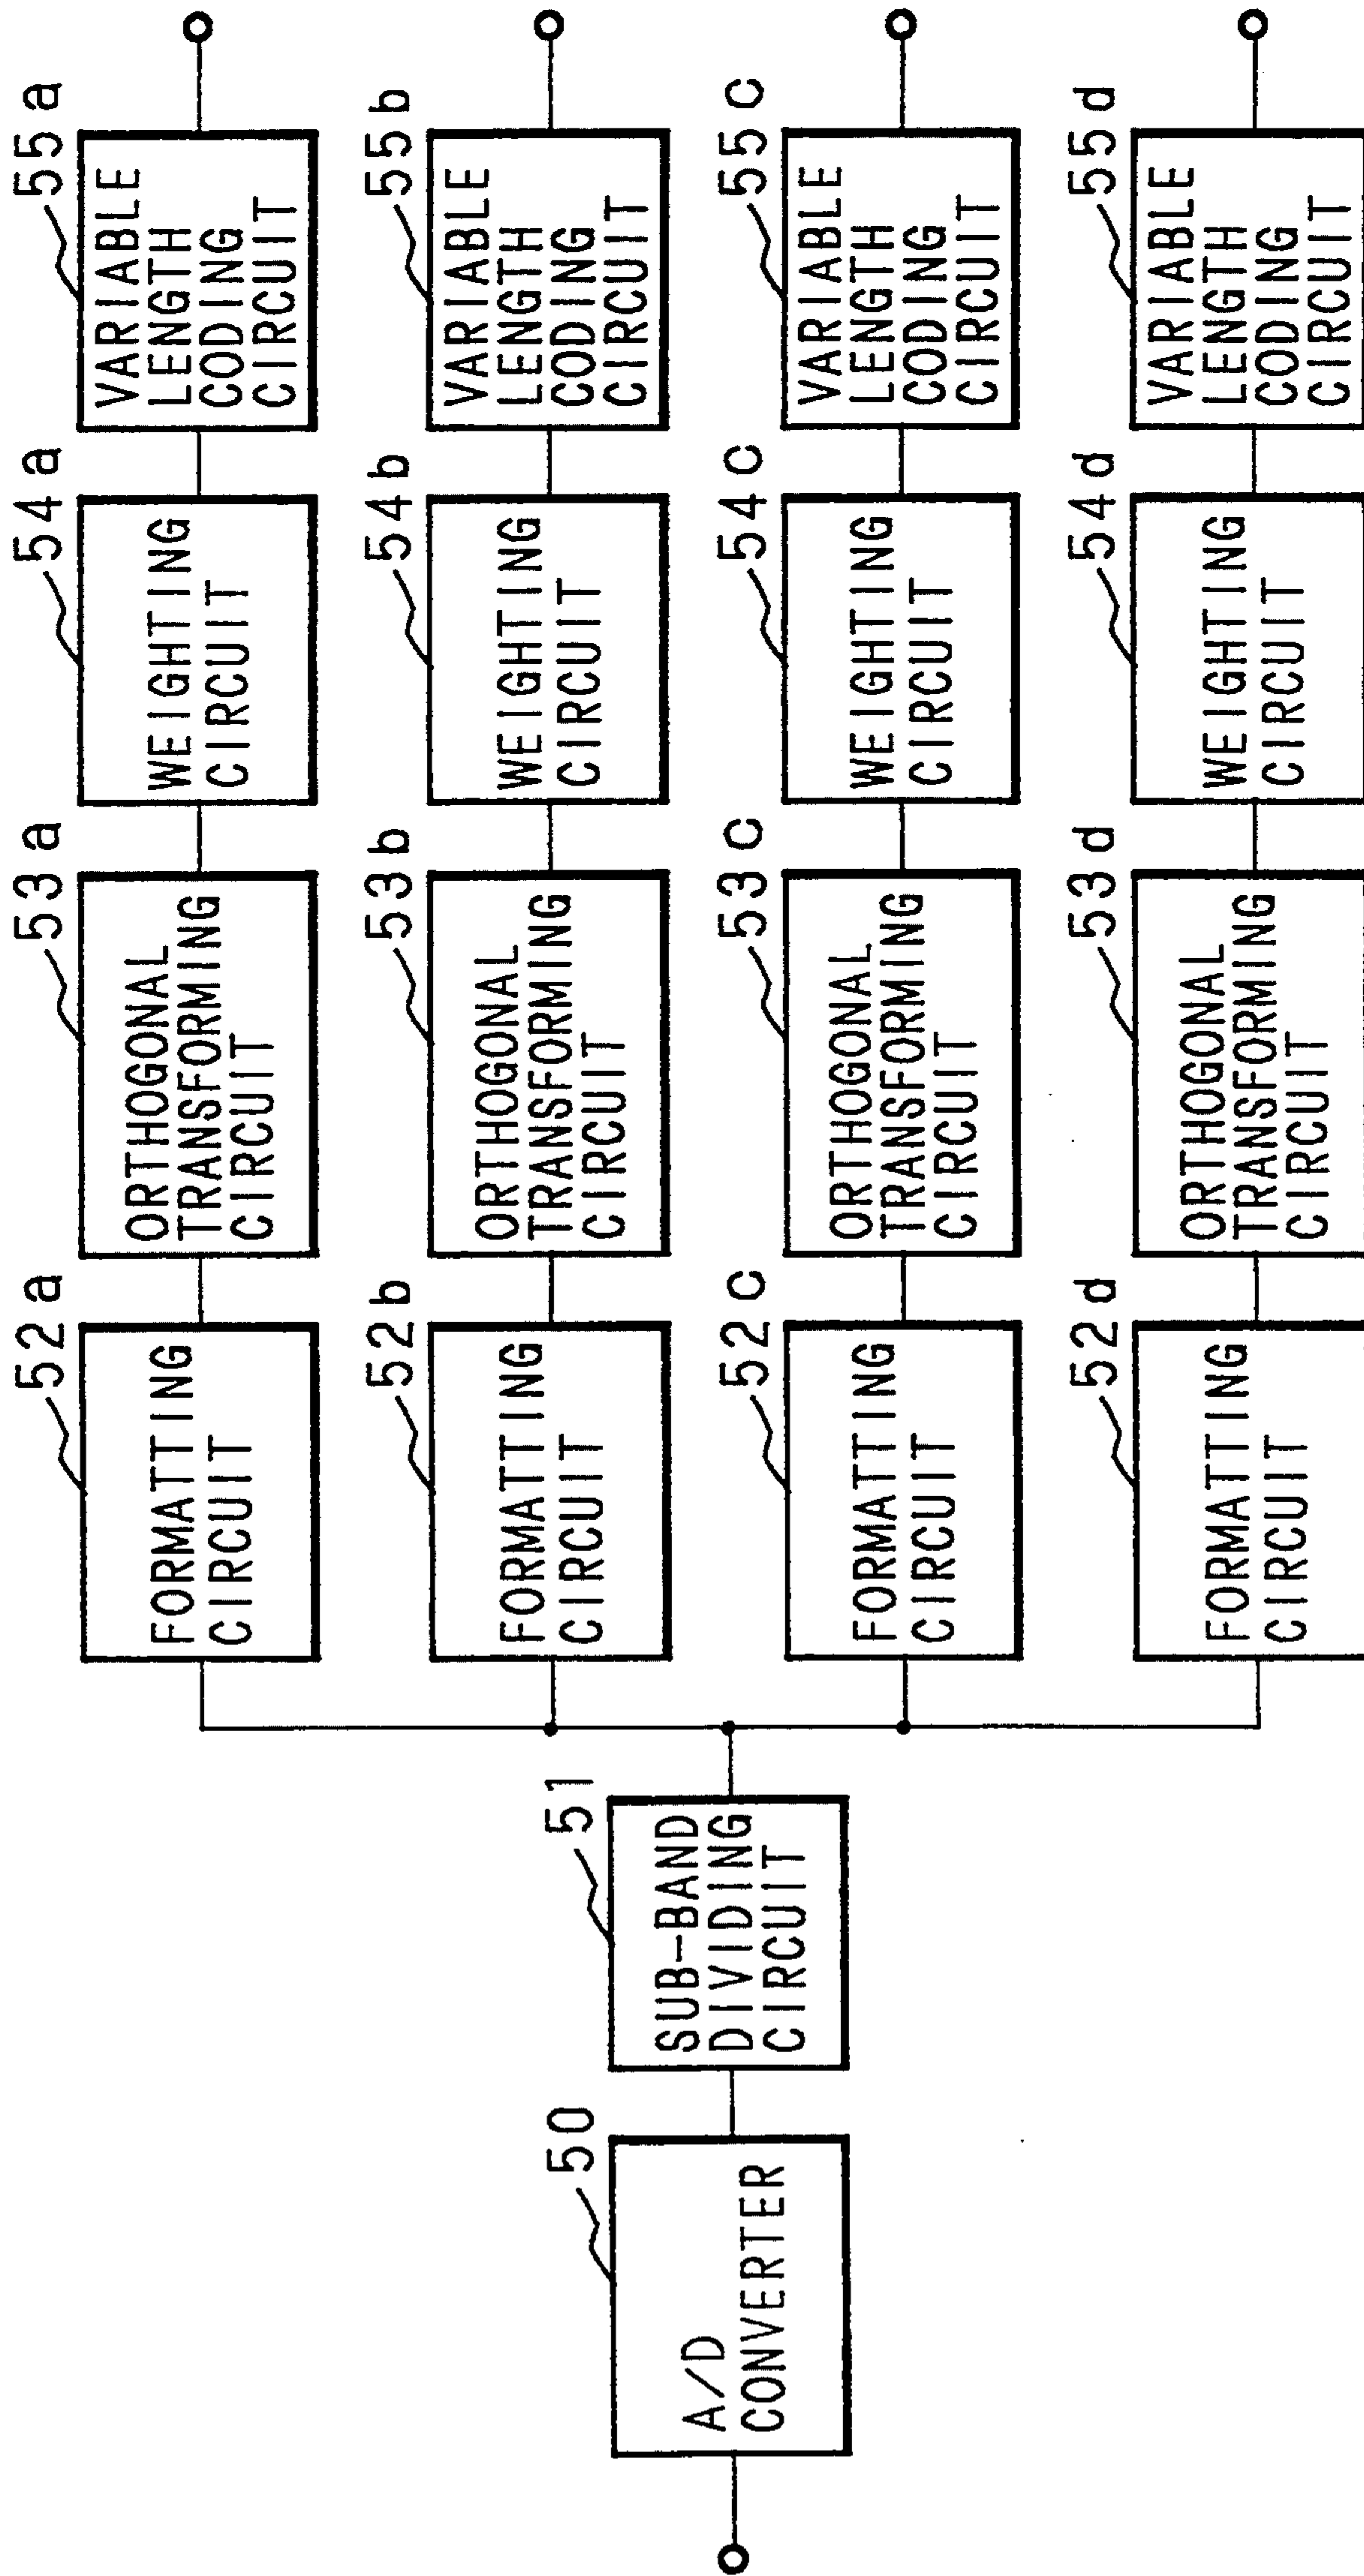 50
A/D
CONVERTER
51
SUB-BAND
DIVIDING
CIRCUIT
52a
FORMATTING
CIRCUIT
53a
ORTHOGONAL
TRANSFORMING
CIRCUIT
54a
WEIGHTING
CIRCUIT
55a
VARIABLE
LENGTH
CODING
CIRCUIT
52b
FORMATTING
CIRCUIT
53b
ORTHOGONAL
TRANSFORMING
CIRCUIT
54b
WEIGHTING
CIRCUIT
55b
VARIABLE
LENGTH
CODING
CIRCUIT
52c
FORMATTING
CIRCUIT
53c
ORTHOGONAL
TRANSFORMING
CIRCUIT
54c
WEIGHTING
CIRCUIT
55c
VARIABLE
LENGTH
CODING
CIRCUIT
52d
FORMATTING
CIRCUIT
53d
ORTHOGONAL
TRANSFORMING
CIRCUIT
54d
WEIGHTING
CIRCUIT
55d
VARIABLE
LENGTH
CODING
CIRCUIT